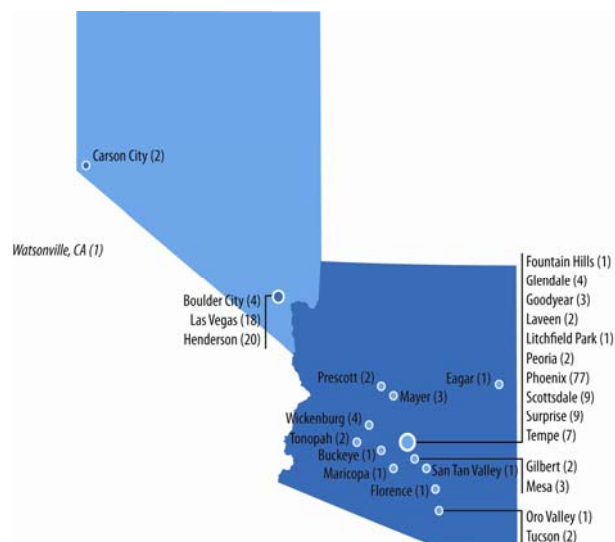 Carson City (2)
Watsonville, CA (1)
Boulder City (4)
Las Vegas (18)
Henderson (20)
Fountain Hills (1)
Glendale (4)
Goodyear (3)
Laveen (2)
Litchfield Park (1)
Peoria (2)
Phoenix (77)
Scottsdale (9)
Surprise (9)
Tempe (7)
Prescott (2)
Eagar (1)
Mayer (3)
Wickenburg (4)
Tonopah (2)
Buckeye (1)
Maricopa (1)
San Tan Valley (1)
Florence (1)
Gilbert (2)
Mesa (3)
Oro Valley (1)
Tucson (2)